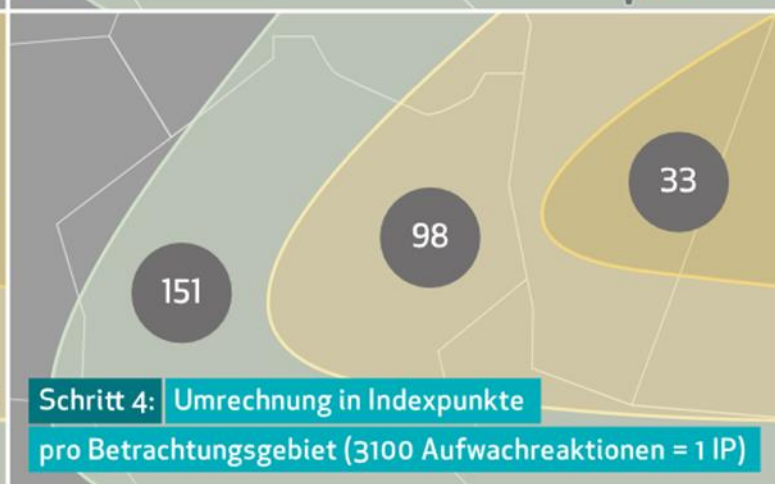 33
98
151
Schritt 4: Umrechnung in Indexpunkte
pro Betrachtungsgebiet (3100 Aufwachreaktionen = 1 IP)